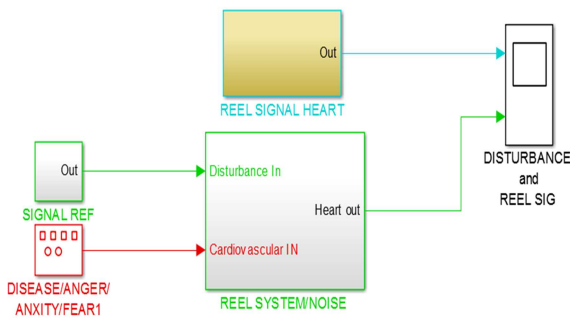 Out
REEL SIGNAL HEART
DISTURBANCE
and
REEL SIG
Out
SIGNAL REF
Disturbance In
Heart out
Cardiovascular IN
REEL SYSTEM/NOISE
DISEASE/ANGER/
ANXITY/FEAR1